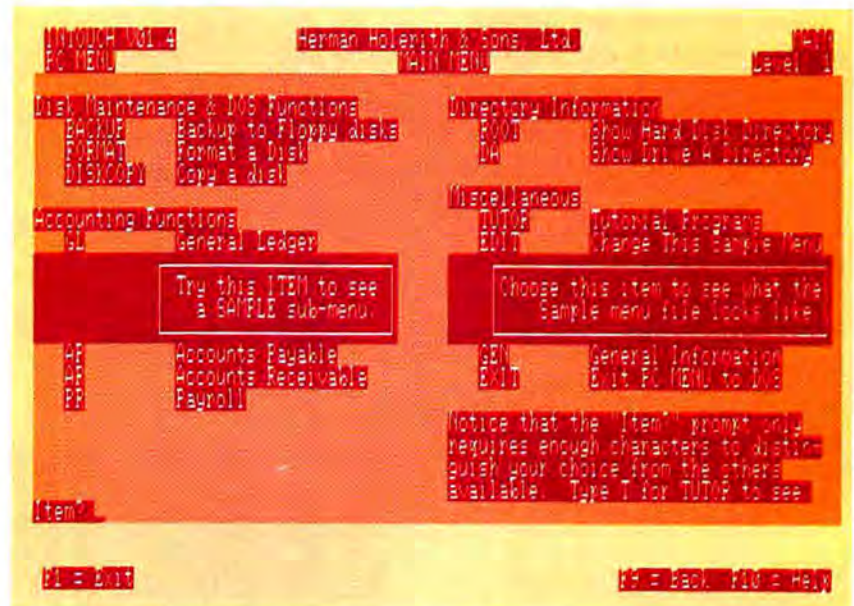 Herman Holerith & Sons, Ltd. MAIN
PC MENU MAIN MENU Level 1
Disk Maintenance & DOS Functions
BACKUP Backup to Floppy disks
FORMAT Format a Disk
DISKCOPY Copy a disk
Accounting Functions
GL General Ledger
Try this ITEM to see
a SAMPLE sub-menu
AP Accounts Payable
AR Accounts Receivable
PR Payroll
Item?
Directory Information
ROOT Show Hard Disk Directory
DA Show Drive A Directory
Miscellaneous
TUTOR Tutorial Programs
EDIT Change This Sample Menu
Choose this item to see what the
Sample menu file looks like
GEN General Information
EXIT Exit PC MENU to DOS
Notice that the "Item?" prompt only
requires enough characters to distin-
guish your choice from the others
available. Type T for TUTOR to see.
F1 = Exit F9 = Back F10 = Help